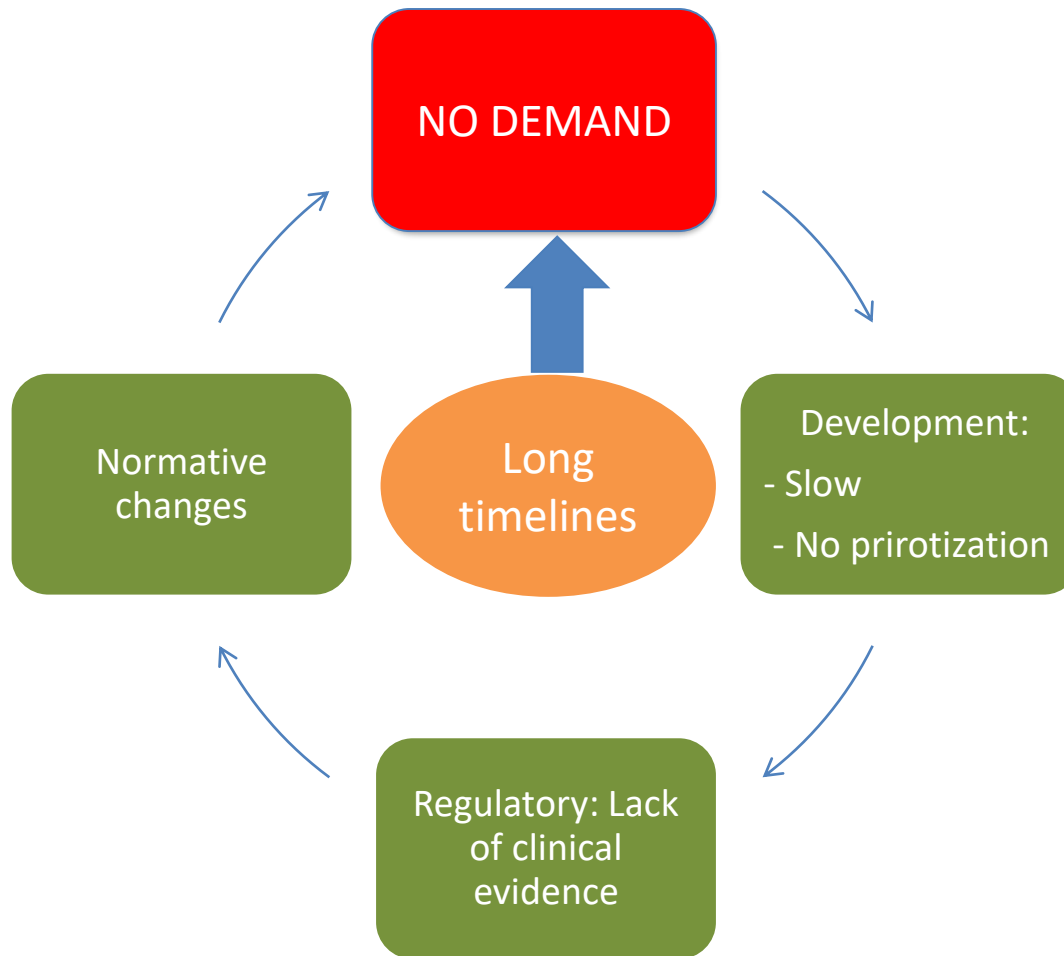 NO DEMAND
Development:
- Slow
- No prirotization
Regulatory: Lack
of clinical
evidence
Normative
changes
Long
timelines